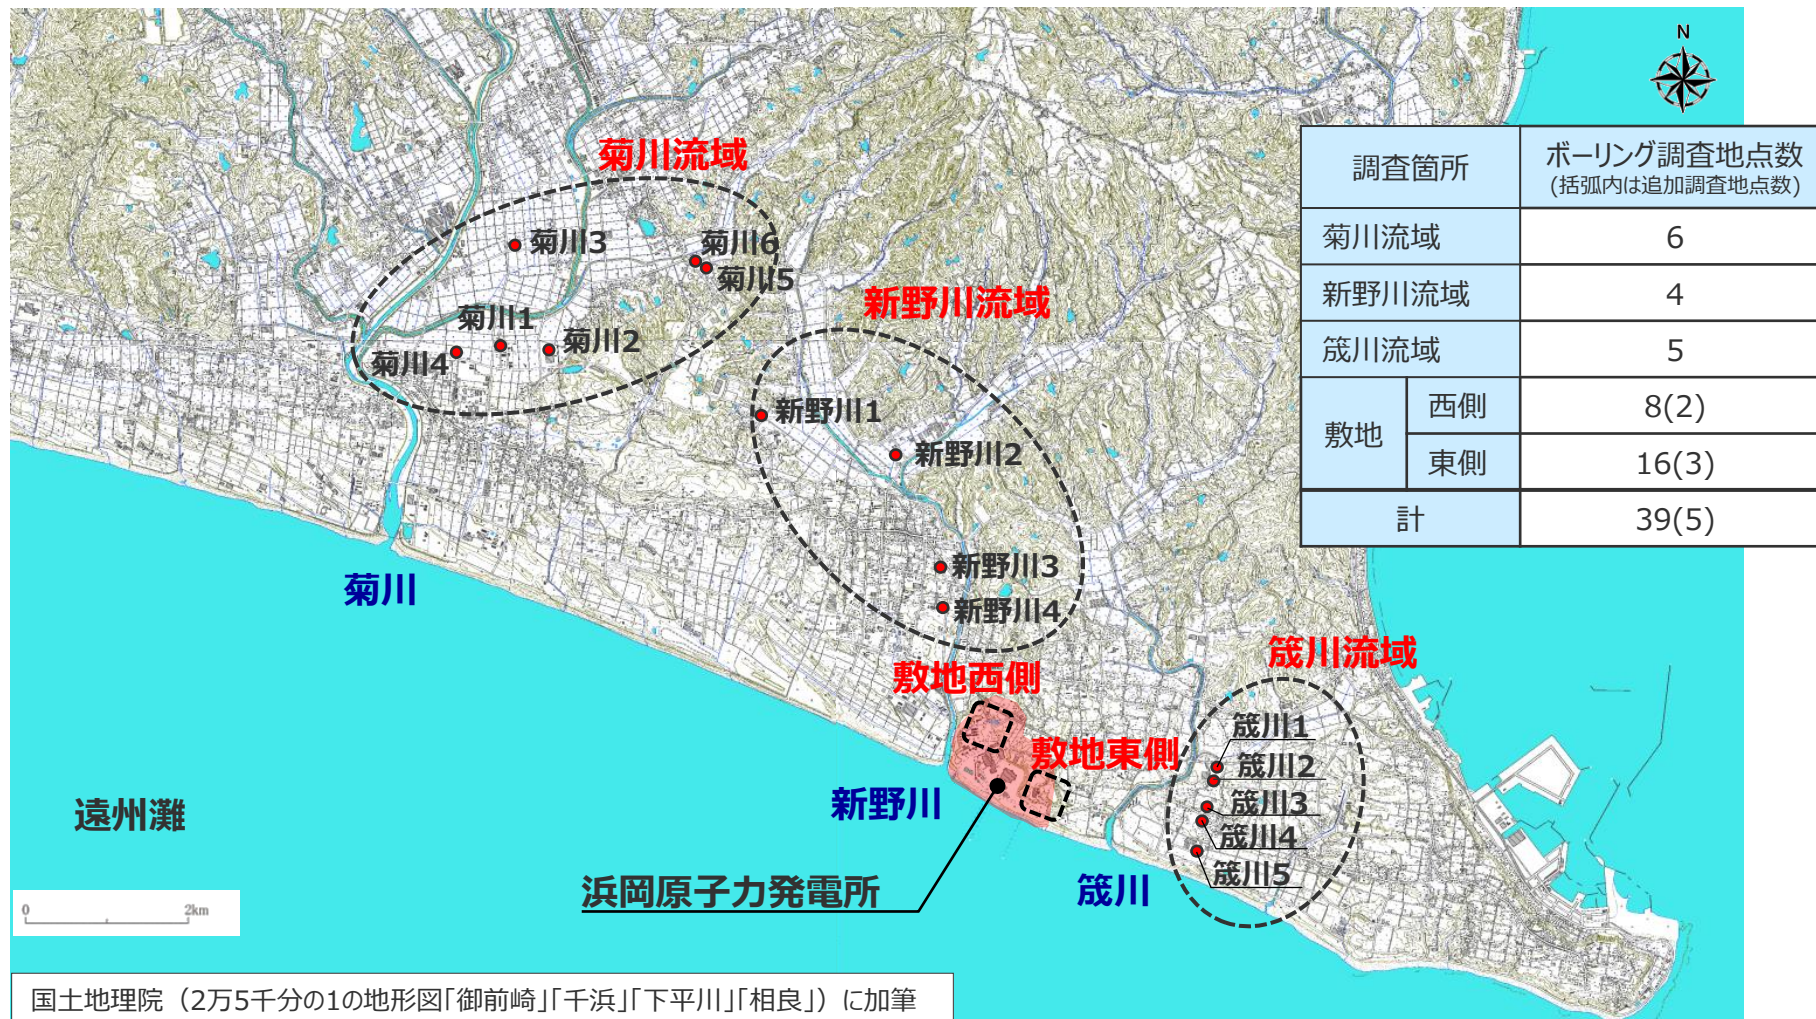 N
調査箇所 ボーリング調査地点数
(括弧内は追加調査地点数)
菊川流域 6
新野川流域 4
筬川流域 5
敷地 西側 8(2)
東側 16(3)
計 39(5)
菊川流域
菊川3
菊川6
菊川5
菊川1
菊川2
菊川4
新野川流域
新野川1
新野川2
新野川3
新野川4
菊川
筬川流域
敷地西側
敷地東側
筬川1
筬川2
筬川3
筬川4
筬川5
新野川
遠州灘
浜岡原子力発電所
筬川
0 2km
国土地理院（2万5千分の1の地形図「御前崎」「千浜」「下平川」「相良」）に加筆